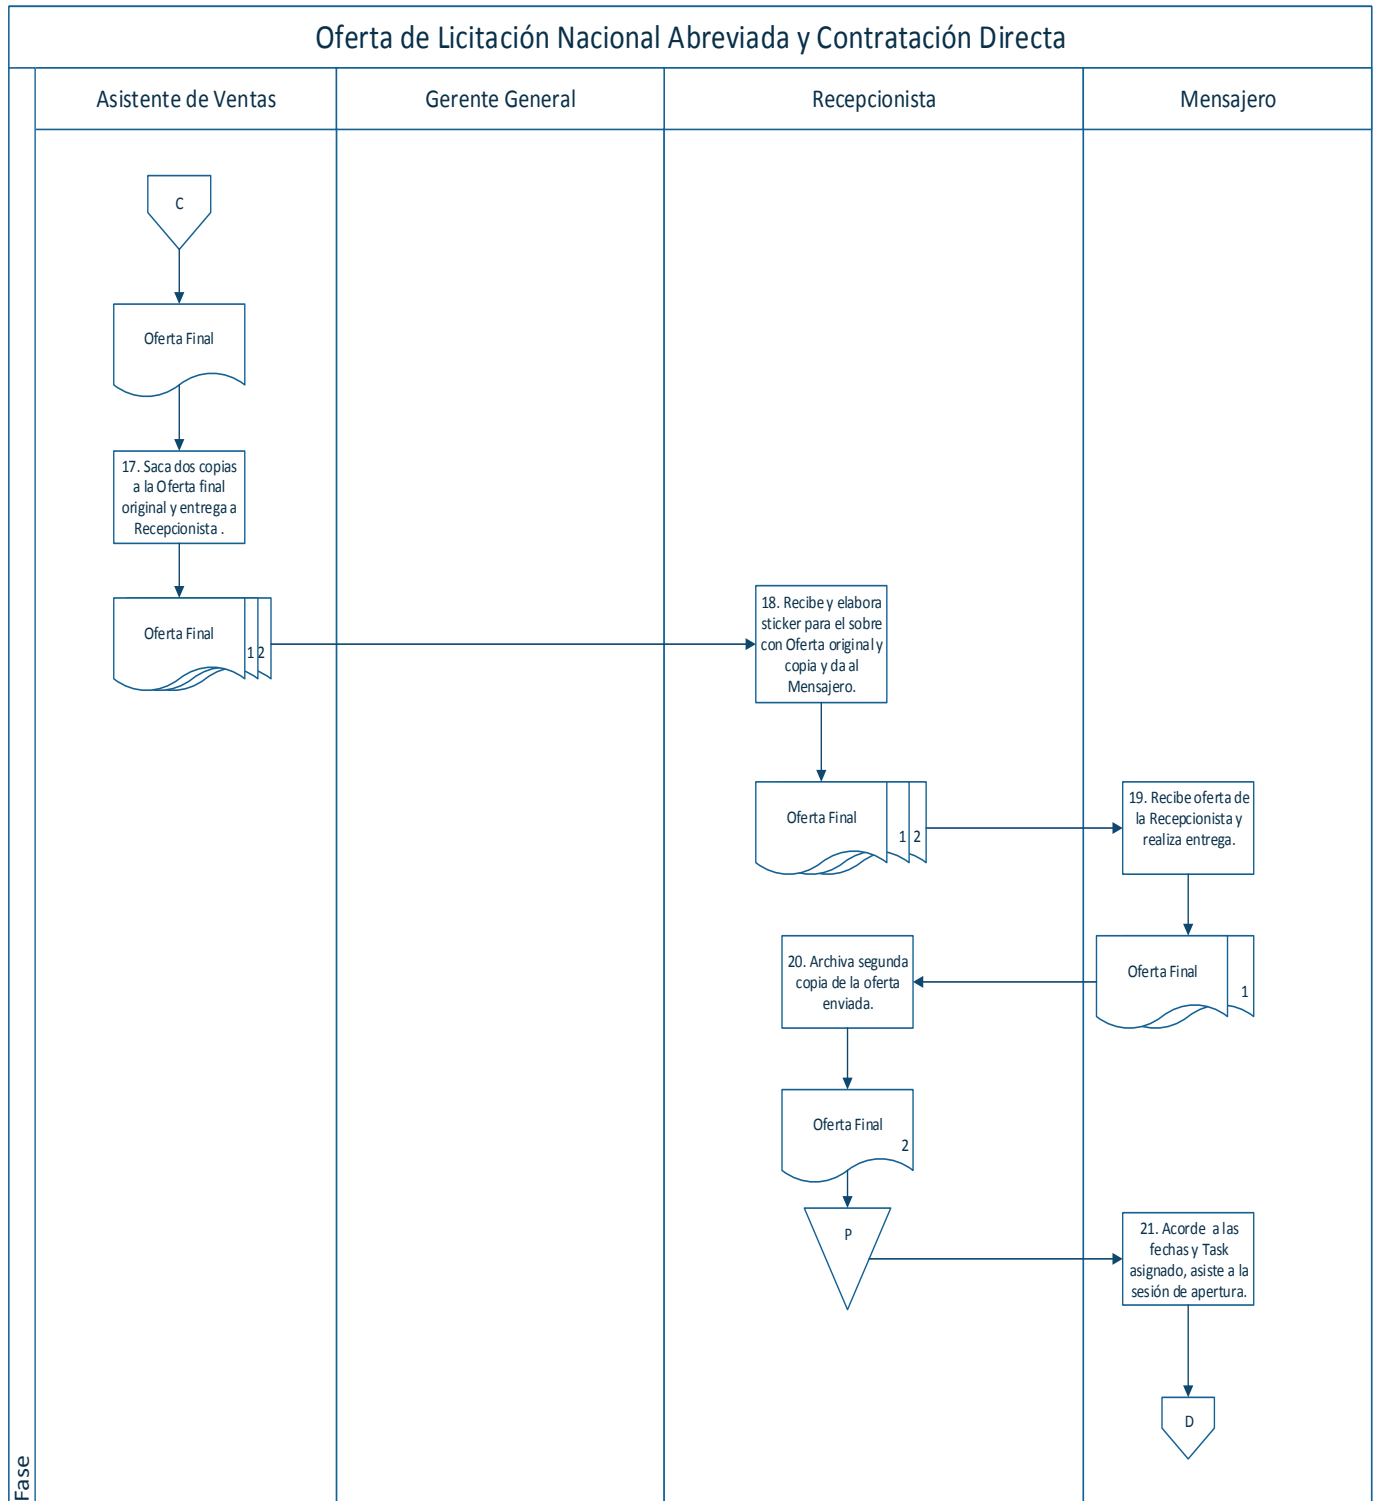 Oferta de Licitación Nacional Abreviada y Contratación Directa
Asistente de Ventas
Gerente General
Recepcionista
Mensajero
C
Oferta Final
17. Saca dos copias
a la Oferta final
original y entrega a
Recepcionista .
Oferta Final
1 2
18. Recibe y elabora
sticker para el sobre
con Oferta original y
copia y da al
Mensajero.
Oferta Final
1 2
19. Recibe oferta de
la Recepcionista y
realiza entrega.
Oferta Final
1
20. Archiva segunda
copia de la oferta
enviada.
Oferta Final
2
P
21. Acorde a las
fechas y Task
asignado, asiste a la
sesión de apertura.
D
Fase